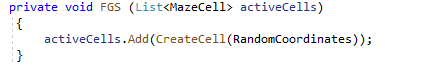 private void FGS (List<MazeCell> activeCells)
{
activeCells.Add(CreateCell(RandomCoordinates));
}